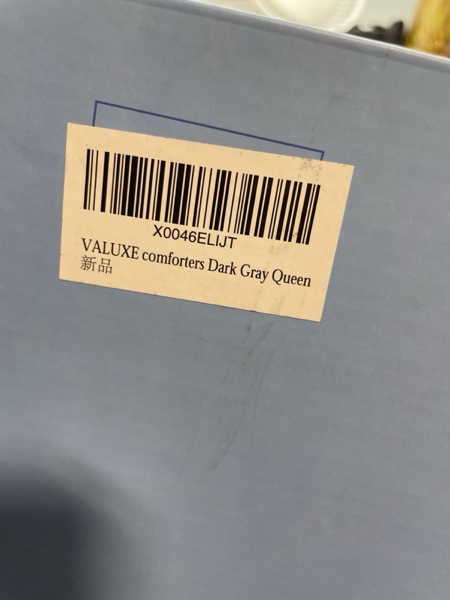 X0046ELIJT
VALUXE comforters Dark Gray Queen
新品